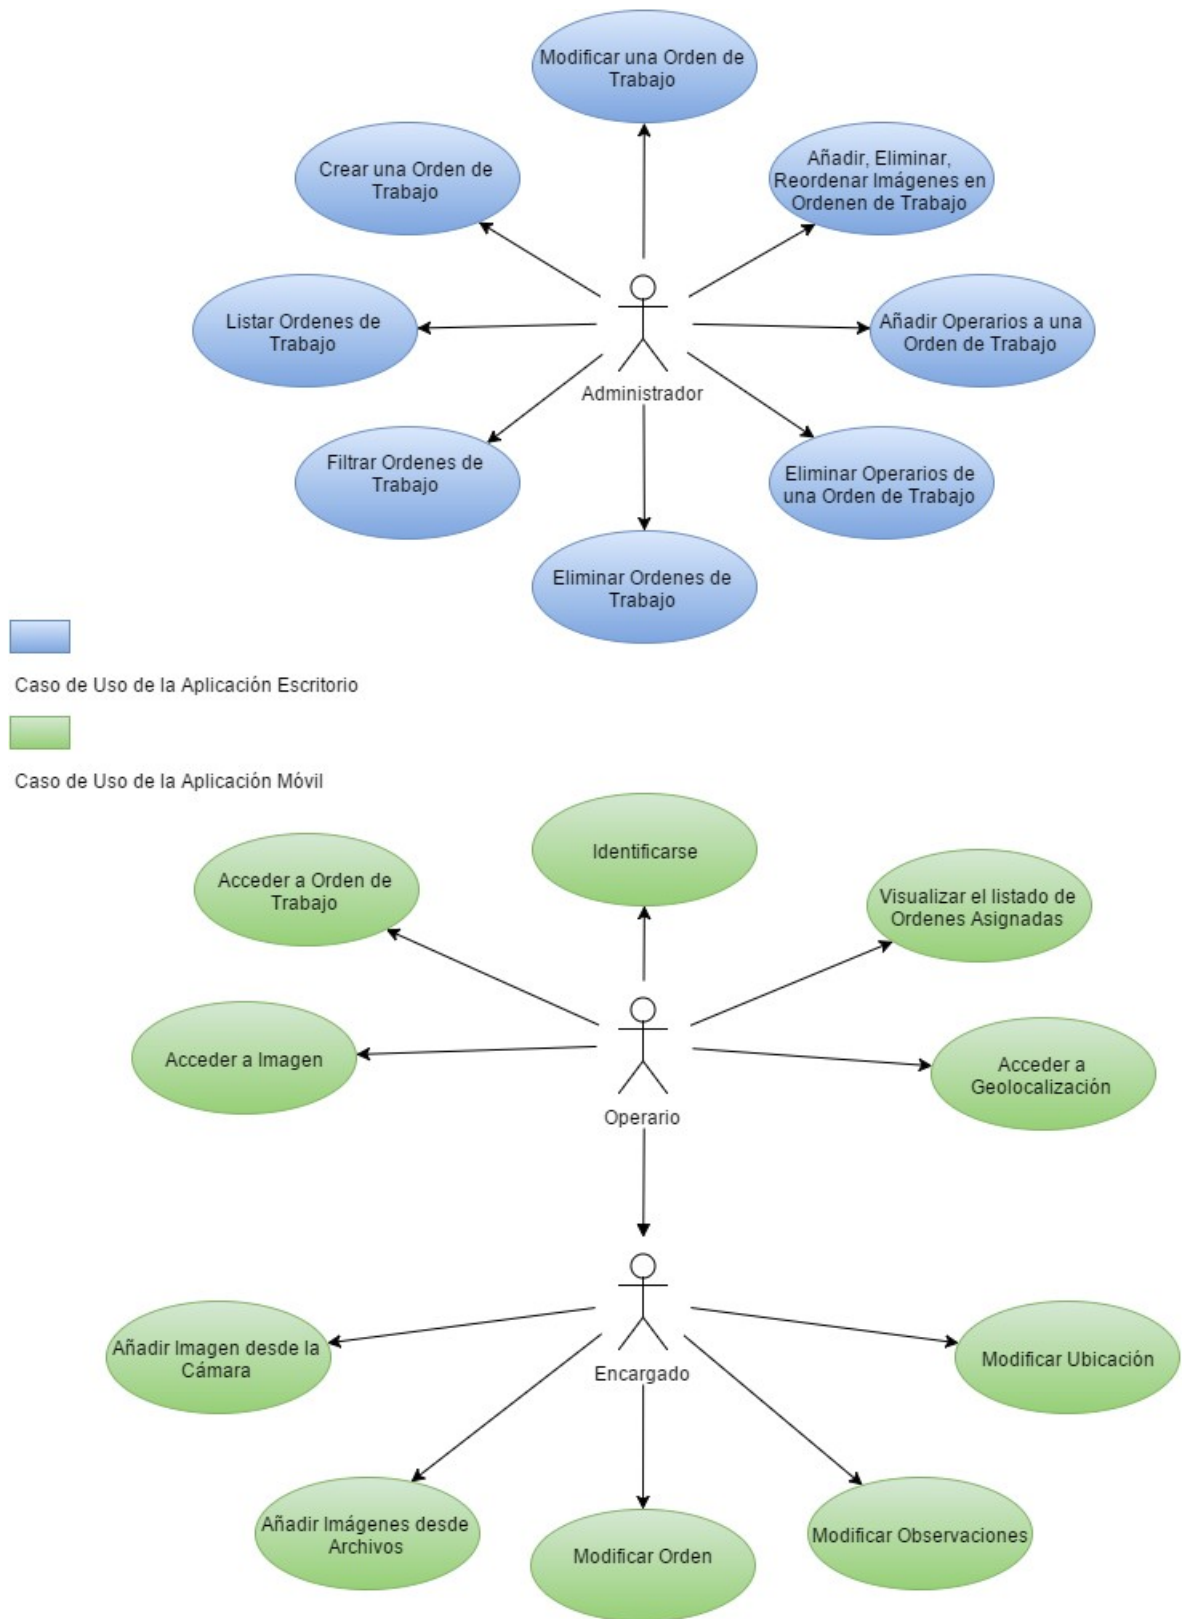 Modificar una Orden de
Trabajo
Crear una Orden de
Trabajo
Añadir, Eliminar,
Reordenar Imágenes en
Ordenen de Trabajo
Listar Ordenes de
Trabajo
Añadir Operarios a una
Orden de Trabajo
Administrador
Filtrar Ordenes de
Trabajo
Eliminar Operarios de
una Orden de Trabajo
Eliminar Ordenes de
Trabajo
Caso de Uso de la Aplicación Escritorio
Caso de Uso de la Aplicación Móvil
Identificarse
Acceder a Orden de
Trabajo
Visualizar el listado de
Ordenes Asignadas
Acceder a Imagen
Acceder a
Geolocalización
Operario
Añadir Imagen desde la
Cámara
Encargado
Modificar Ubicación
Añadir Imágenes desde
Archivos
Modificar Orden
Modificar Observaciones